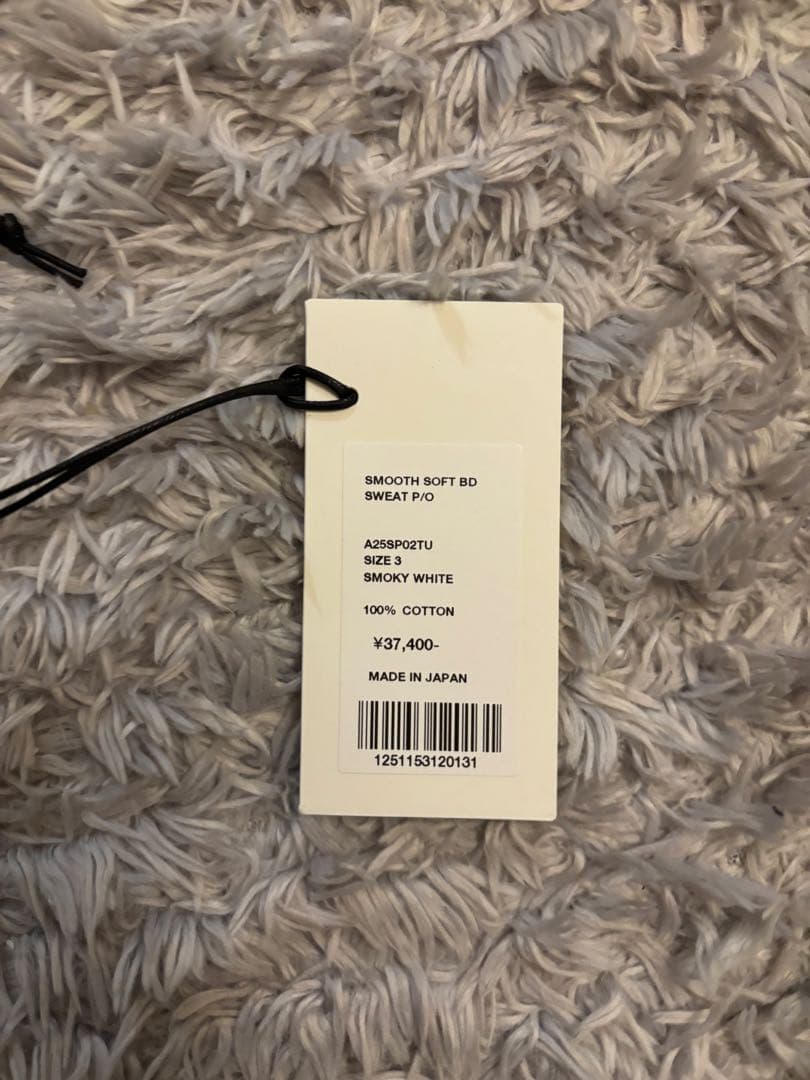 SMOOTH SOFT BD
SWEAT P/O
A25SP02TU
SIZE 3
SMOKY WHITE
100% COTTON
¥37,400-
MADE IN JAPAN
1251153120131